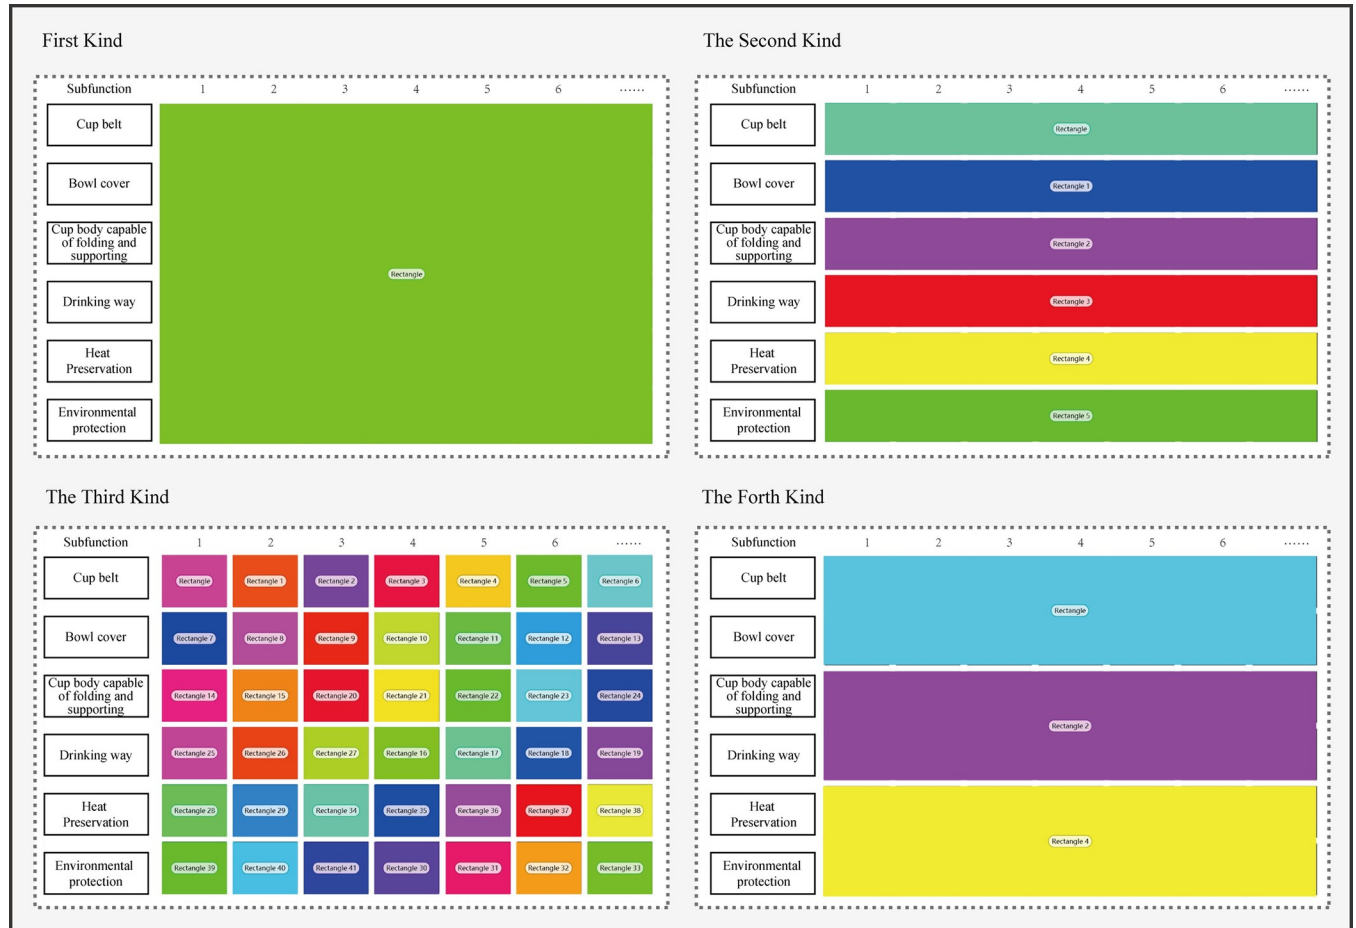 First Kind
Subfunction 1 2 3 4 5 6 ......
Cup belt
Bowl cover
Cup body capable
of folding and
supporting
Rectangle
Drinking way
Heat
Preservation
Environmental
protection
The Second Kind
Subfunction 1 2 3 4 5 6 ......
Cup belt Rectangle
Bowl cover Rectangle 1
Cup body capable
of folding and Rectangle 2
supporting
Drinking way Rectangle 3
Heat
Preservation Rectangle 4
Environmental
protection Rectangle 5
The Third Kind
Subfunction 1 2 3 4 5 6 ......
Cup belt Rectangle Rectangle 1 Rectangle 2 Rectangle 3 Rectangle 4 Rectangle 5 Rectangle 6
Bowl cover Rectangle 7 Rectangle 8 Rectangle 9 Rectangle 10 Rectangle 11 Rectangle 12 Rectangle 13
Cup body capable
of folding and Rectangle 14 Rectangle 15 Rectangle 20 Rectangle 21 Rectangle 22 Rectangle 23 Rectangle 24
supporting
Drinking way Rectangle 25 Rectangle 26 Rectangle 27 Rectangle 16 Rectangle 17 Rectangle 18 Rectangle 19
Heat
Preservation Rectangle 28 Rectangle 29 Rectangle 34 Rectangle 35 Rectangle 36 Rectangle 37 Rectangle 38
Environmental
protection Rectangle 39 Rectangle 40 Rectangle 41 Rectangle 30 Rectangle 31 Rectangle 32 Rectangle 33
The Forth Kind
Subfunction 1 2 3 4 5 6 ......
Cup belt
Rectangle
Bowl cover
Cup body capable
of folding and
supporting
Rectangle 2
Drinking way
Heat
Preservation
Rectangle 4
Environmental
protection